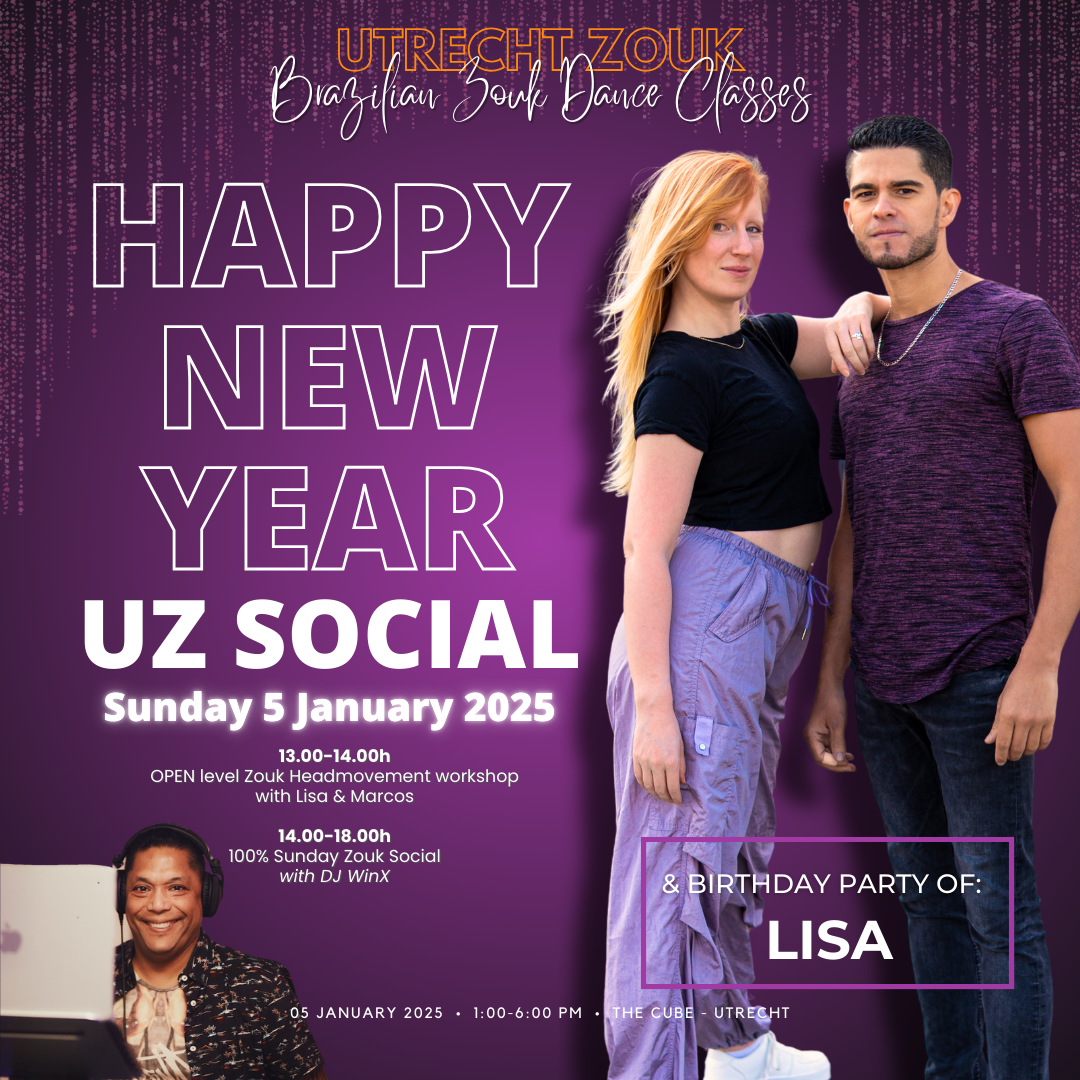 UTRECHT ZOUK
Brazilian Zouk Dance Classes
HAPPY
NEW
YEAR
UZ SOCIAL
Sunday 5 January 2025
13.00-14.00h
OPEN level Zouk Headmovement workshop
with Lisa & Marcos
14.00-18.00h
100% Sunday Zouk Social
with DJ WinX
& BIRTHDAY PARTY OF:
LISA
05 JANUARY 2025 • 1:00-6:00 PM • THE CUBE - UTRECHT